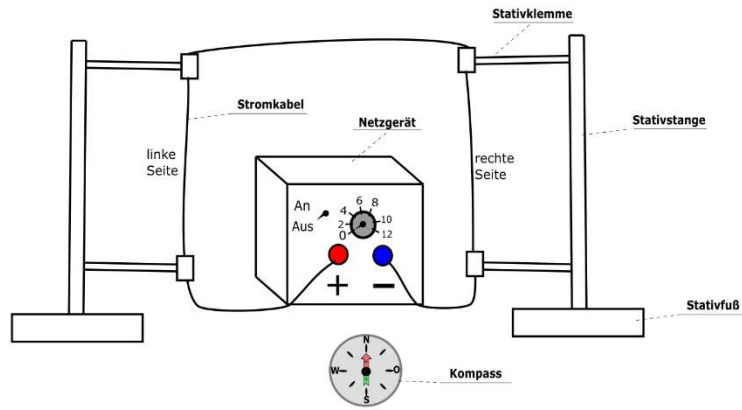 Stativklemme
Stromkabel
Netzgerät
Stativstange
linke
Seite
rechte
Seite
An
Aus
0
2
4
6
8
10
12
+
−
Stativfuß
N
W
O
S
Kompass